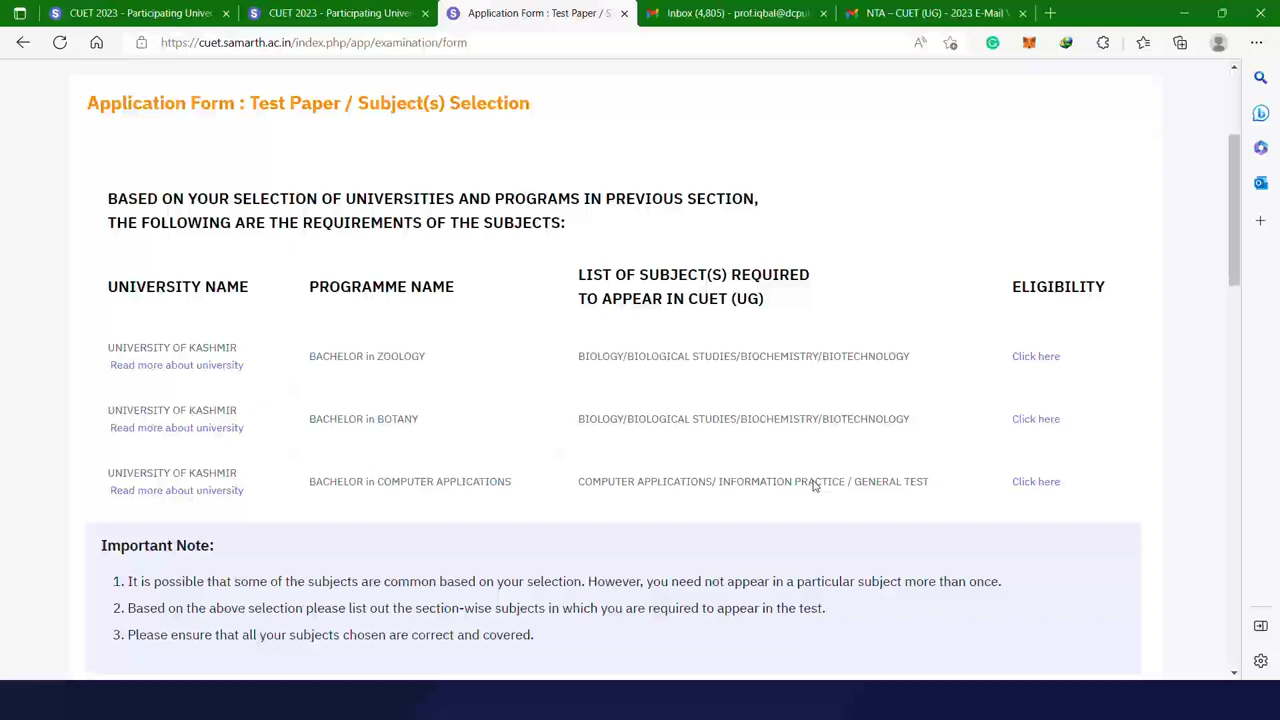 CUET 2023 - Participating Univer
CUET 2023 - Participating Univer
Application Form : Test Paper / S
Inbox (4,805) - prof.iqbal@dcpul
NTA – CUET (UG) - 2023 E-Mail V
https://cuet.samarth.ac.in/index.php/app/examination/form
Application Form : Test Paper / Subject(s) Selection
BASED ON YOUR SELECTION OF UNIVERSITIES AND PROGRAMS IN PREVIOUS SECTION,
THE FOLLOWING ARE THE REQUIREMENTS OF THE SUBJECTS:
UNIVERSITY NAME
PROGRAMME NAME
LIST OF SUBJECT(S) REQUIRED
TO APPEAR IN CUET (UG)
ELIGIBILITY
UNIVERSITY OF KASHMIR
Read more about university
BACHELOR in ZOOLOGY
BIOLOGY/BIOLOGICAL STUDIES/BIOCHEMISTRY/BIOTECHNOLOGY
Click here
UNIVERSITY OF KASHMIR
Read more about university
BACHELOR in BOTANY
BIOLOGY/BIOLOGICAL STUDIES/BIOCHEMISTRY/BIOTECHNOLOGY
Click here
UNIVERSITY OF KASHMIR
Read more about university
BACHELOR in COMPUTER APPLICATIONS
COMPUTER APPLICATIONS/ INFORMATION PRACTICE / GENERAL TEST
Click here
Important Note:
1. It is possible that some of the subjects are common based on your selection. However, you need not appear in a particular subject more than once.
2. Based on the above selection please list out the section-wise subjects in which you are required to appear in the test.
3. Please ensure that all your subjects chosen are correct and covered.